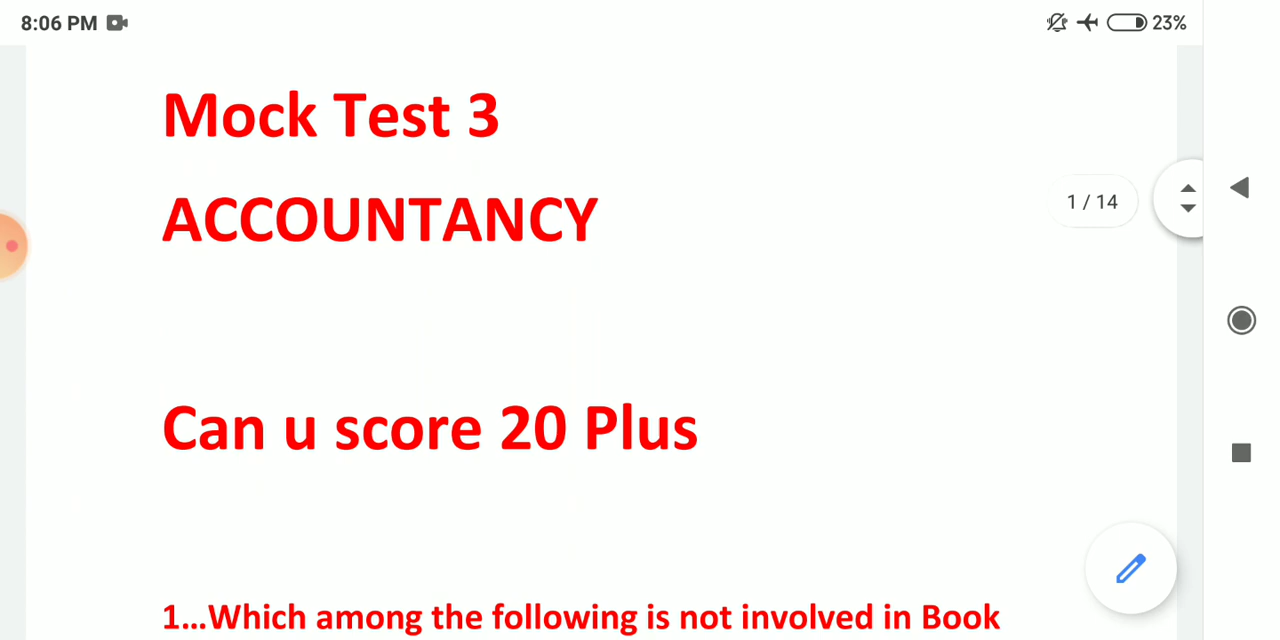 8:06 PM
23%
Mock Test 3
1 / 14
ACCOUNTANCY
Can u score 20 Plus
1...Which among the following is not involved in Book